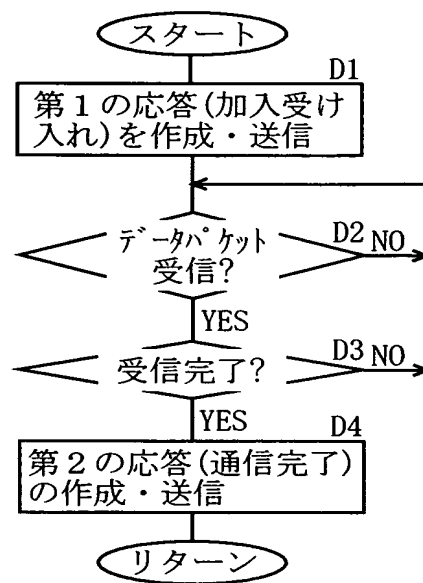 スタート
D1
第1の応答(加入受け
入れ)を作成・送信
データパケット
受信?
D2 NO
YES
受信完了?
D3 NO
YES
D4
第2の応答(通信完了)
の作成・送信
リターン